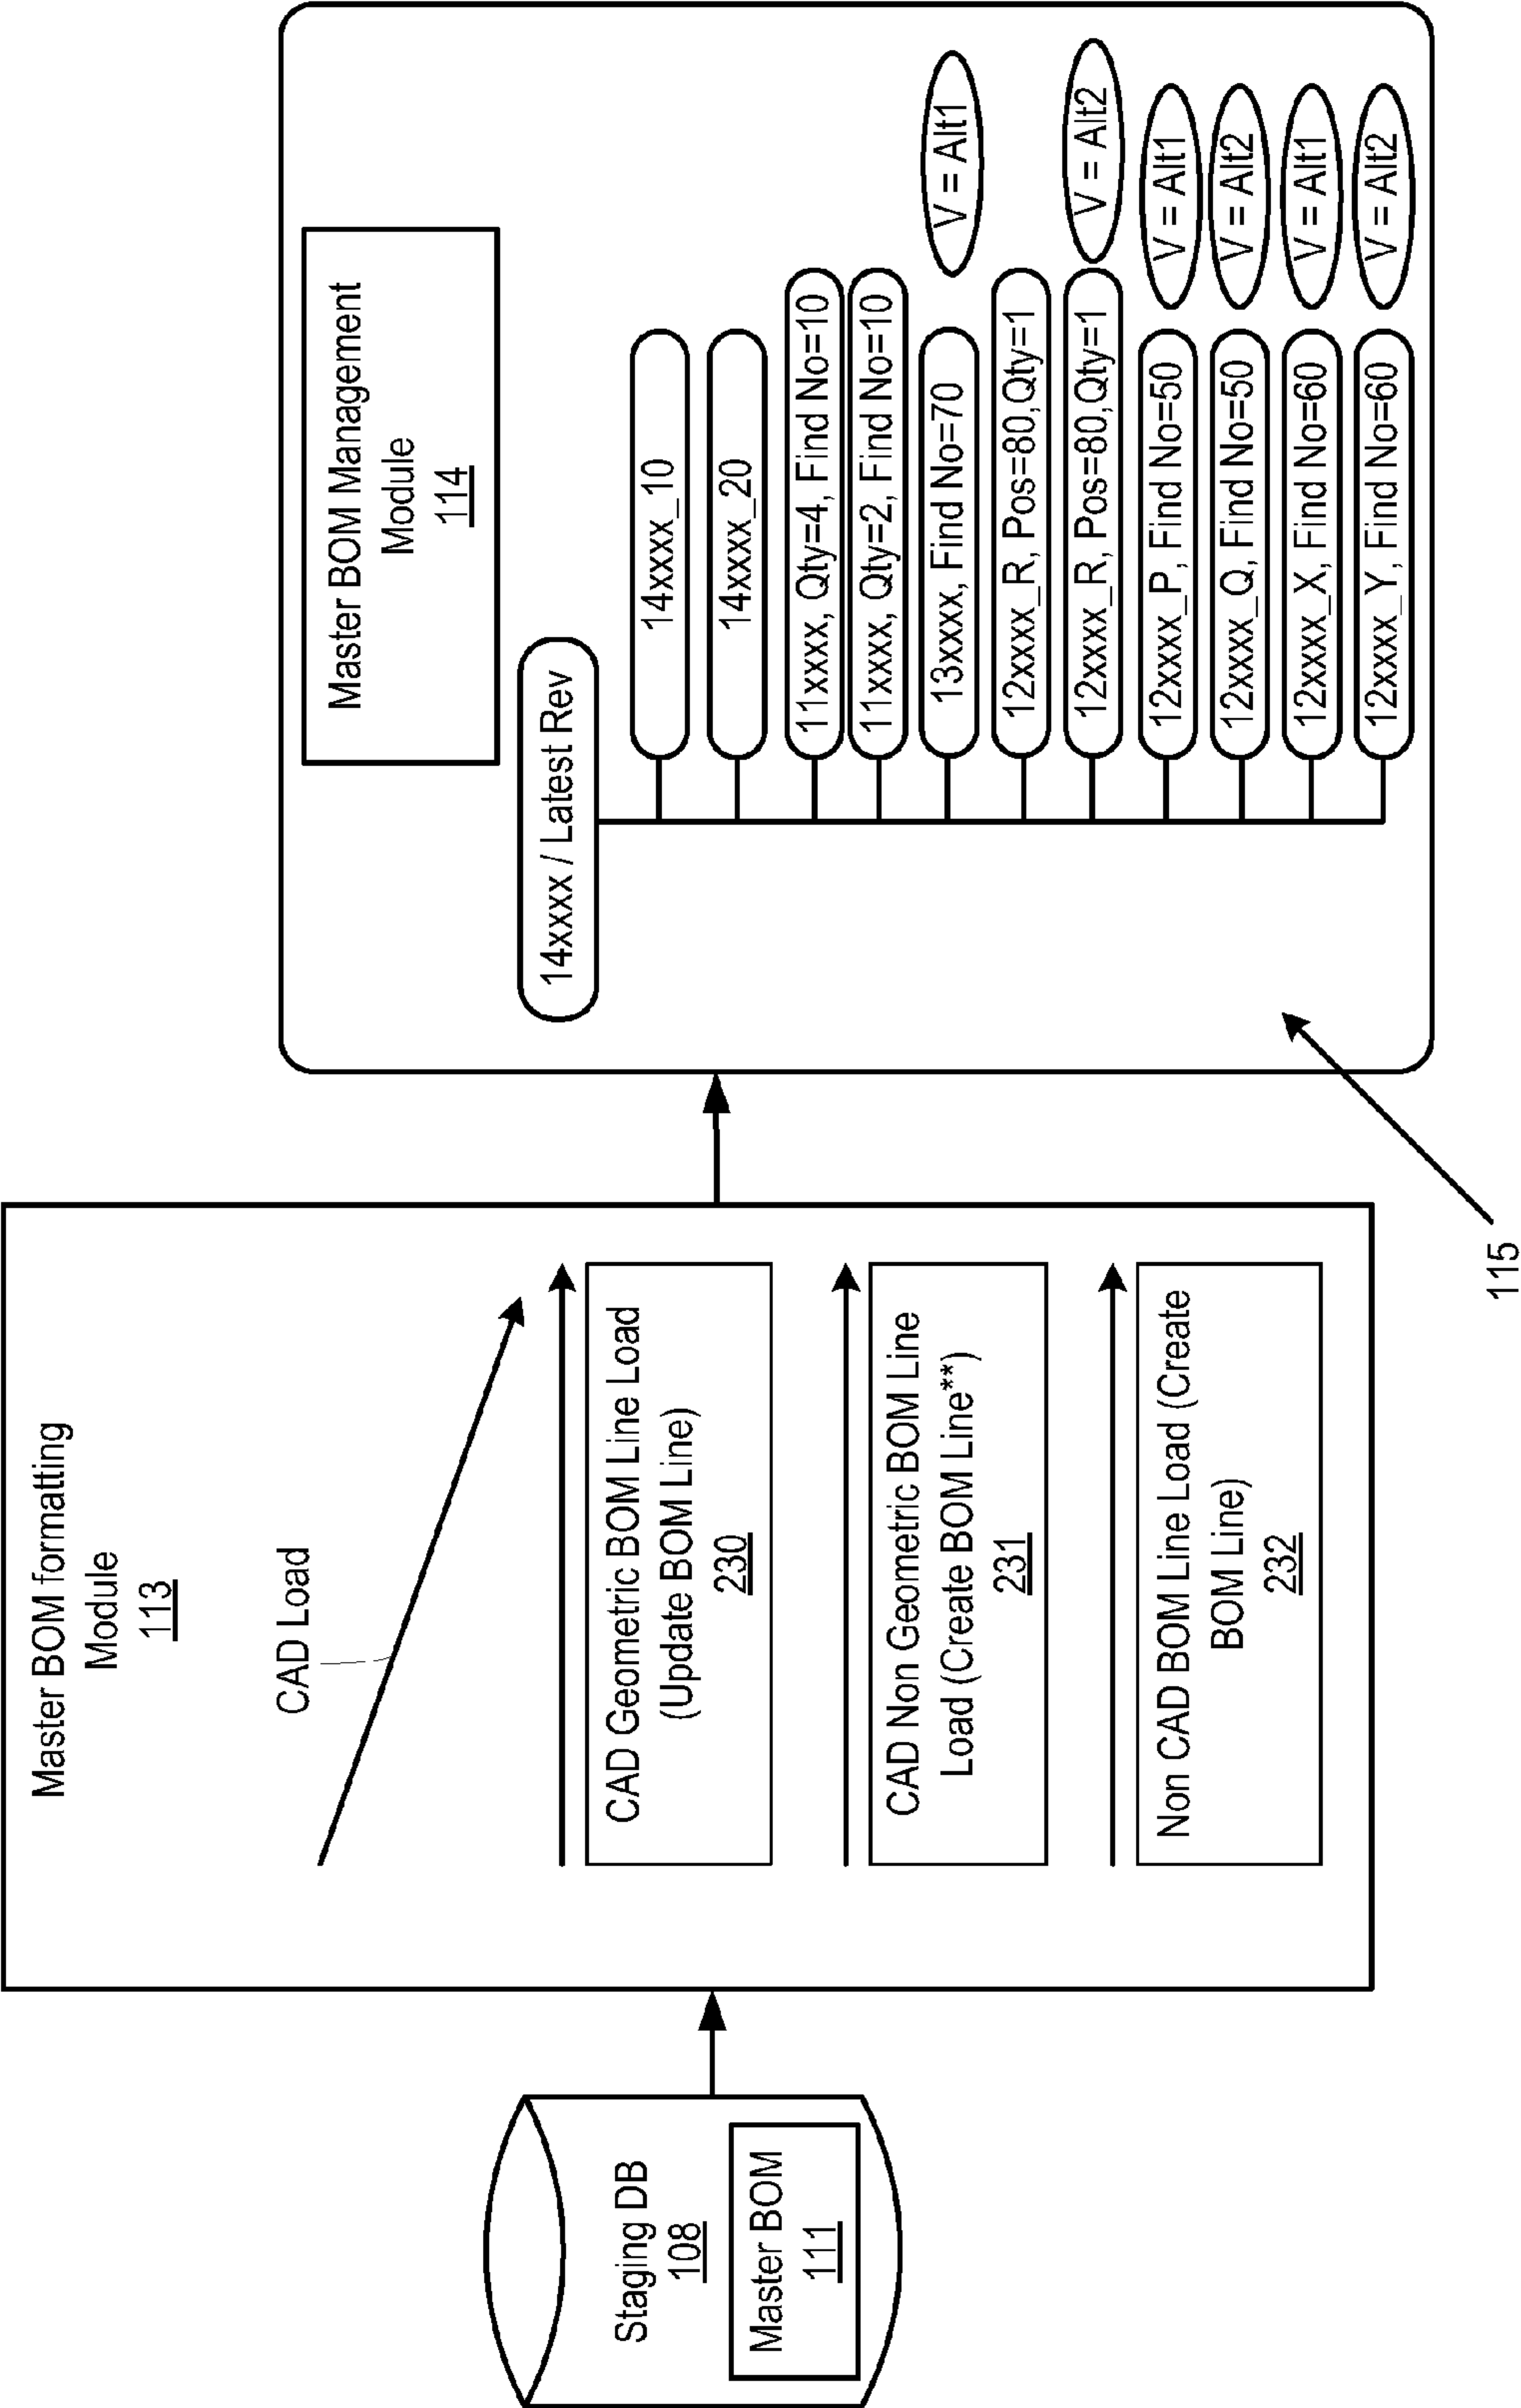 Staging DB
108
Master BOM
111
Master BOM formatting
Module
113
CAD Load
CAD Geometric BOM Line Load
(Update BOM Line)
230
CAD Non Geometric BOM Line
Load (Create BOM Line**)
231
Non CAD BOM Line Load (Create
BOM Line)
232
Master BOM Management
Module
114
14xxxx / Latest Rev
14xxxx_10
14xxxx_20
11xxxx, Qty=4, Find No=10
11xxxx, Qty=2, Find No=10
13xxxx, Find No=70
V = Alt1
12xxxx_R, Pos=80,Qty=1
12xxxx_R, Pos=80,Qty=1
V = Alt2
12xxxx_P, Find No=50
V = Alt1
12xxxx_Q, Find No=50
V = Alt2
12xxxx_X, Find No=60
V = Alt1
12xxxx_Y, Find No=60
V = Alt2
115